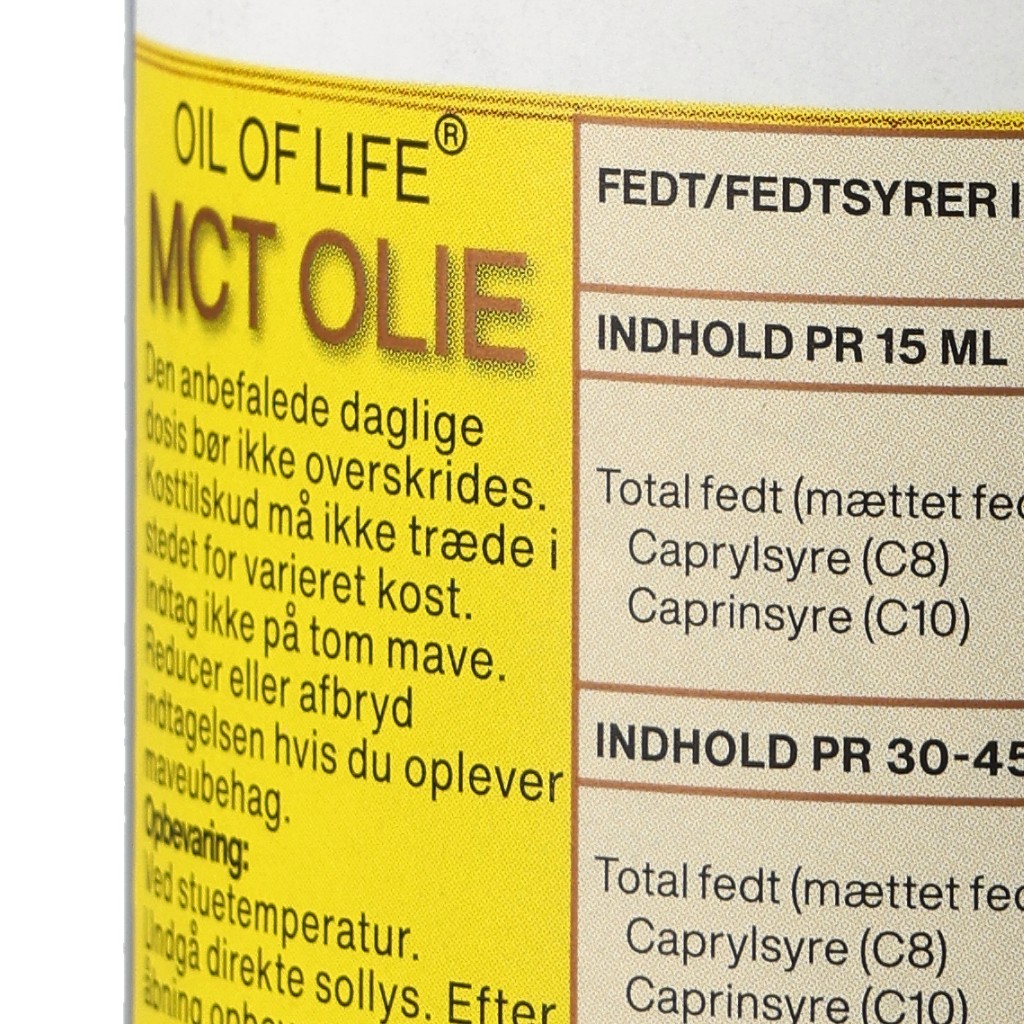 OIL OF LIFE®
MCT OLIE
Den anbefalede daglige
dosis bør ikke overskrides.
Kosttilskud må ikke træde i
stedet for varieret kost.
Indtag ikke på tom mave.
Reducer eller afbryd
indtagelsen hvis du oplever
maveubehag.
Opbevaring:
Ved stuetemperatur.
Undgå direkte sollys. Efter
åbning
FEDT/FEDTSYRER
INDHOLD PR 15 ML
Total fedt (mættet
Caprylsyre (C8)
Caprinsyre (C10)
INDHOLD PR 30-45
Total fedt (mættet
Caprylsyre (C8)
Caprinsyre (C10)